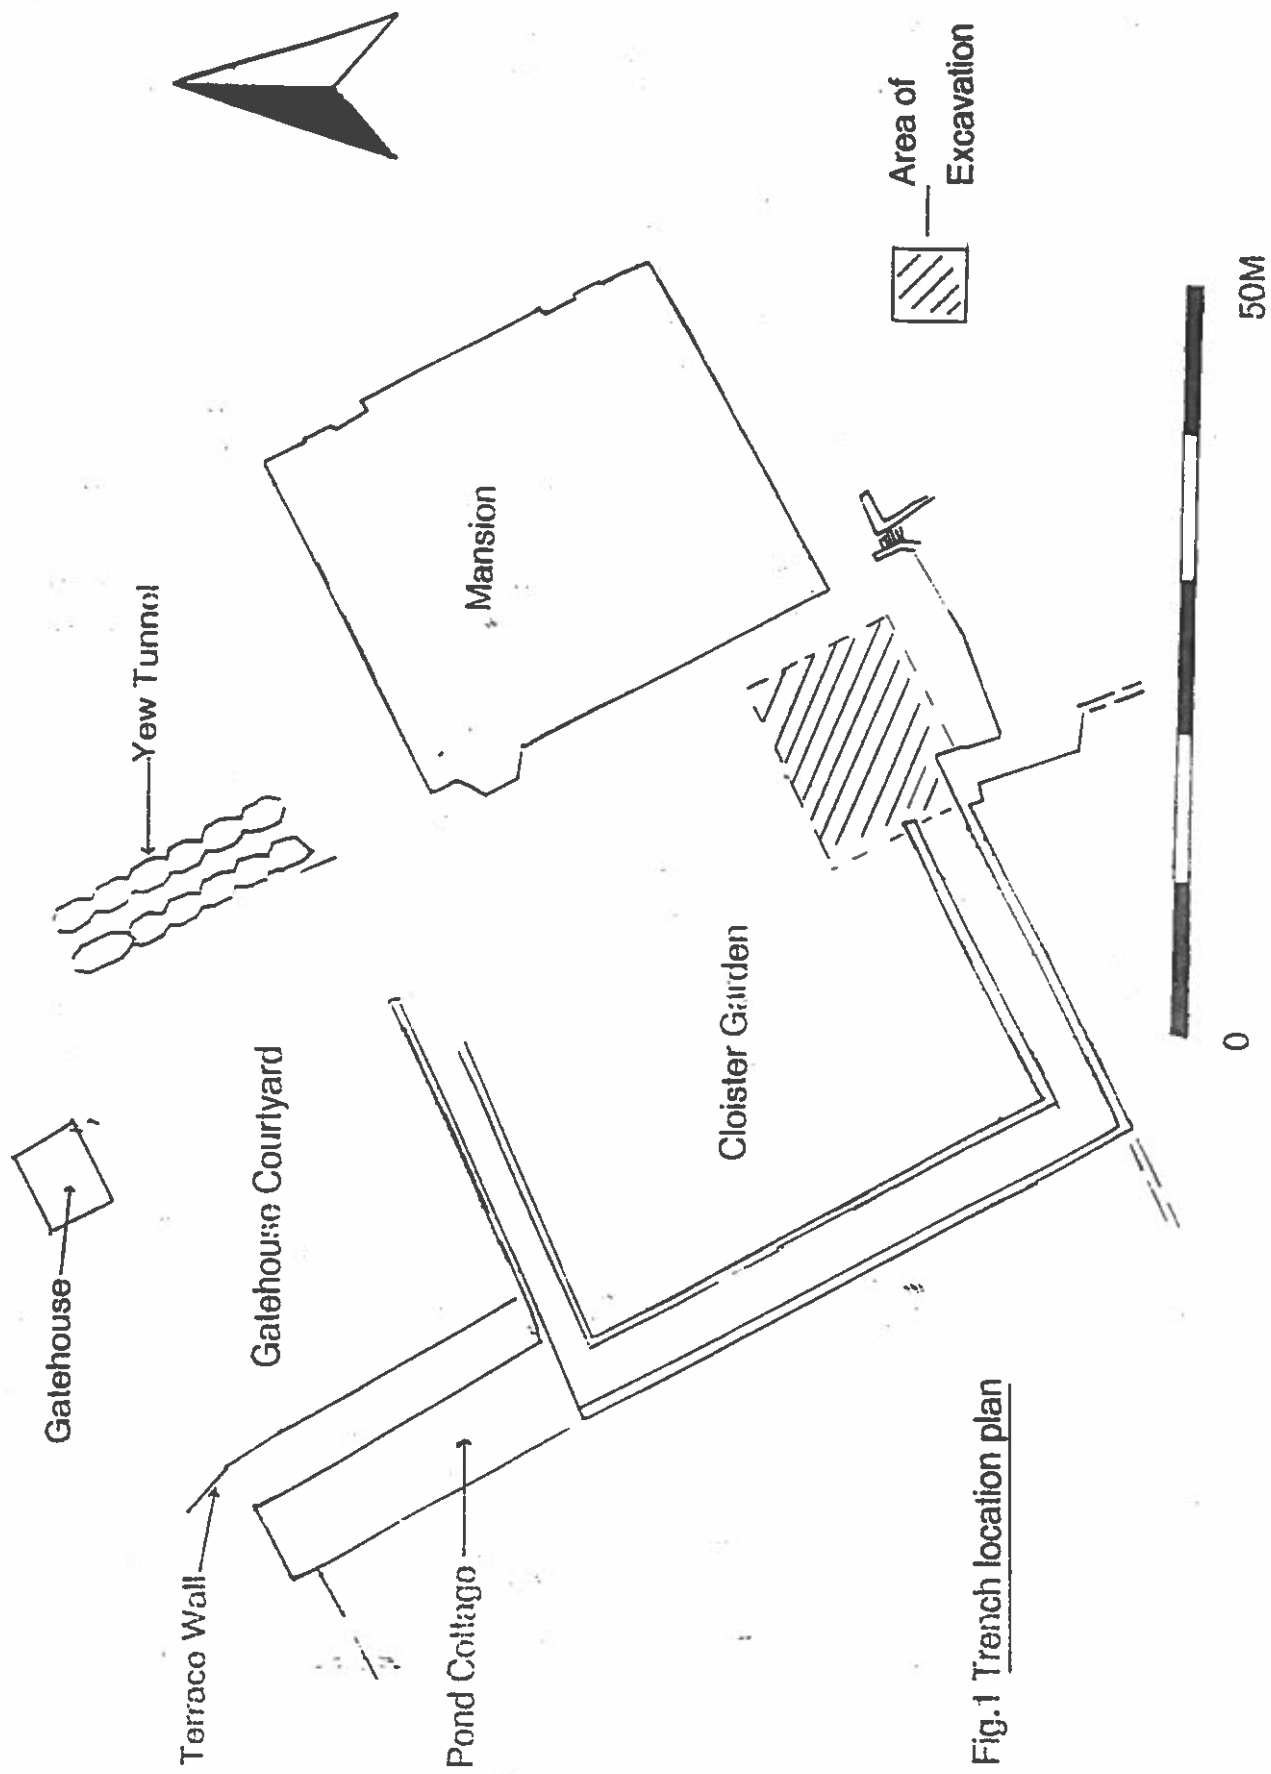 Gatehouse
Yew Tunnel
Terrace Wall
Gatehouse Courtyard
Mansion
Pond Cottage
Cloister Garden
Area of
Excavation
Fig.1 Trench location plan
0
50M